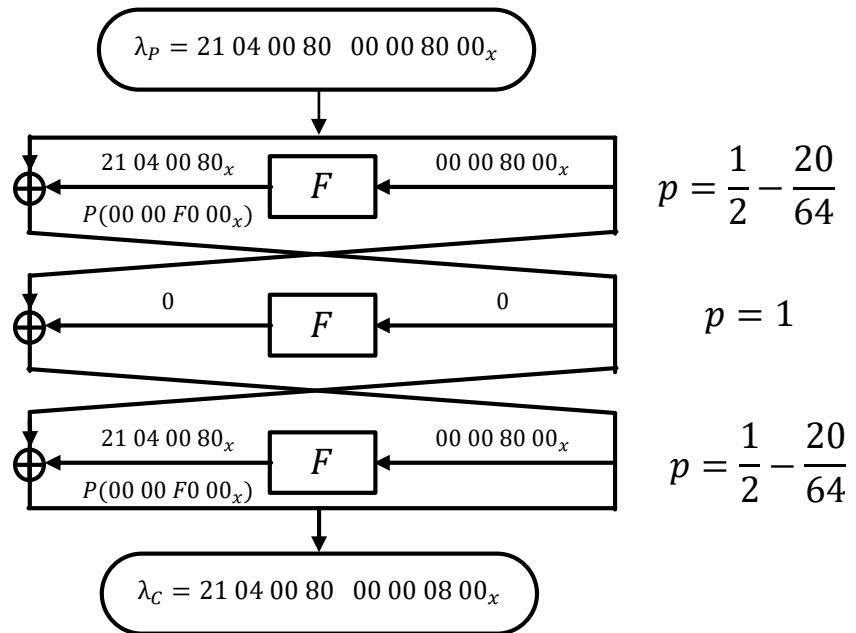 λ_P = 21 04 00 80 00 00 80 00_x
21 04 00 80_x F 00 00 80 00_x
P(00 00 F0 00_x)
p = 1/2 − 20/64
0 F 0
p = 1
21 04 00 80_x F 00 00 80 00_x
P(00 00 F0 00_x)
p = 1/2 − 20/64
λ_C = 21 04 00 80 00 00 08 00_x